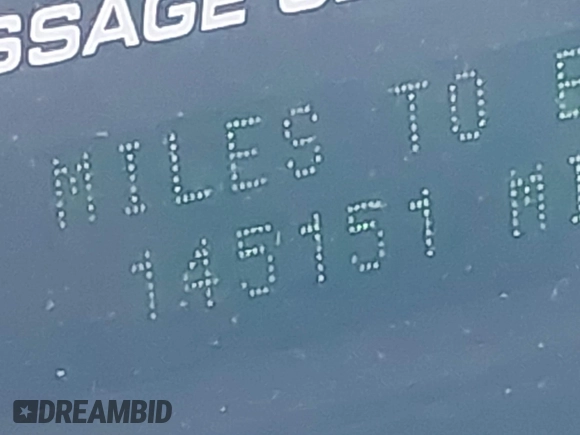 SSAGE
MILES TO
145151 MI
DREAMBID